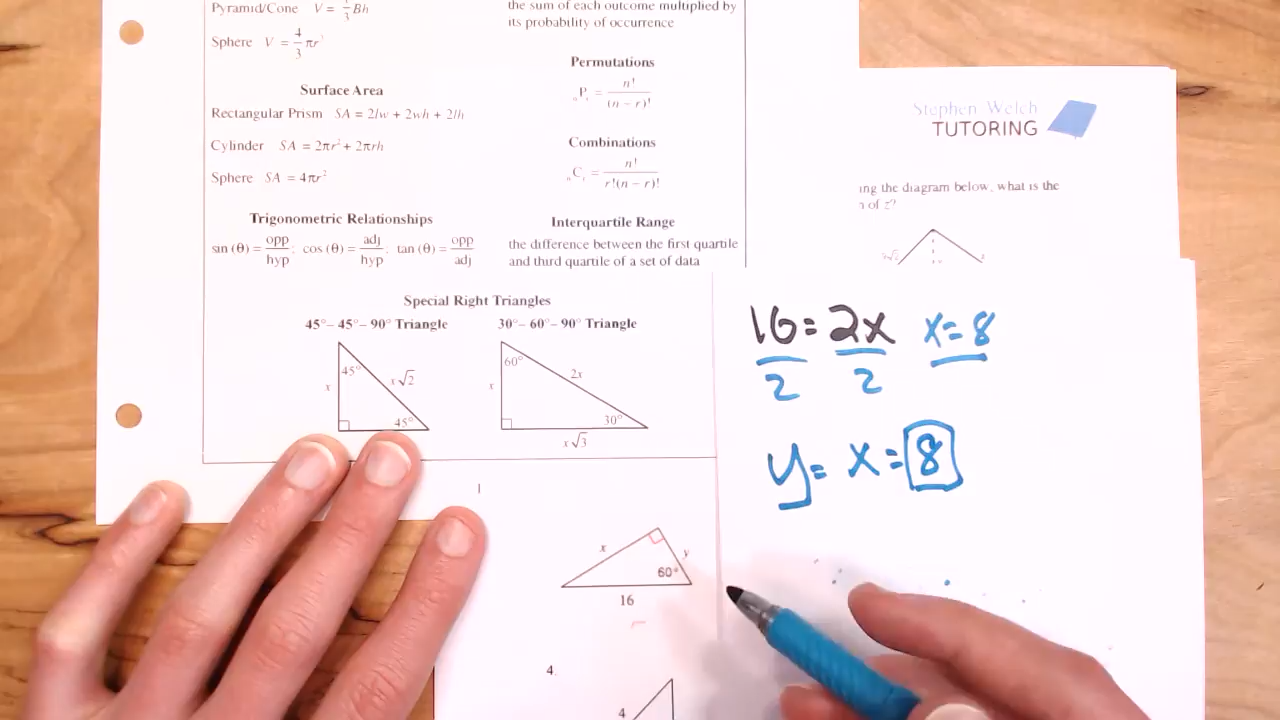 Pyramid/Cone V = 1/3 Bh
Sphere V = 4/3 πr³
Surface Area
Rectangular Prism SA = 2lw + 2wh + 2lh
Cylinder SA = 2πr² + 2πrh
Sphere SA = 4πr²
Trigonometric Relationships
sin (θ) = opp/hyp; cos (θ) = adj/hyp; tan (θ) = opp/adj
the sum of each outcome multiplied by
its probability of occurrence
Permutations
ₙPᵣ = n!/(n − r)!
Combinations
ₙCᵣ = n!/r!(n − r)!
Interquartile Range
the difference between the first quartile
and third quartile of a set of data
Special Right Triangles
45°– 45°– 90° Triangle
45°
x
x√2
45°
30°– 60°– 90° Triangle
60°
2x
x
30°
x√3
1
Stephen Welch
TUTORING
ing the diagram below, what is the
of z?
16 = 2x x = 8
2 2
y = x = 8
x
y
60°
16
4.
4